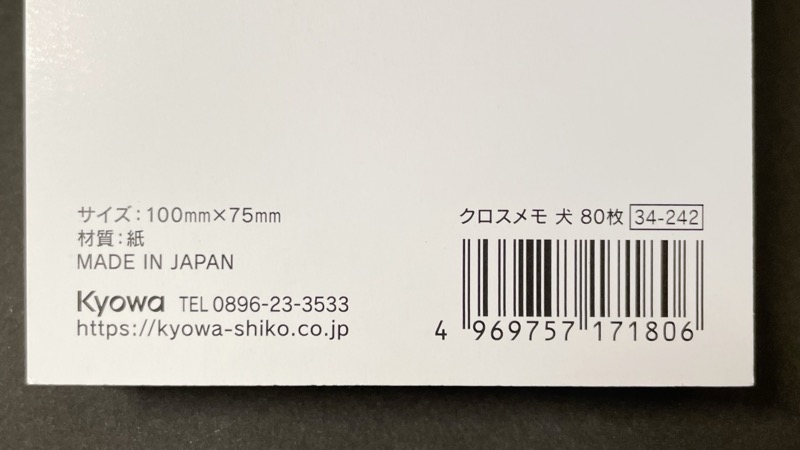 サイズ：100mm×75mm
材質：紙
MADE IN JAPAN
Kyowa TEL 0896-23-3533
https://kyowa-shiko.co.jp
クロスメモ 犬 80枚 34-242
4 969757 171806